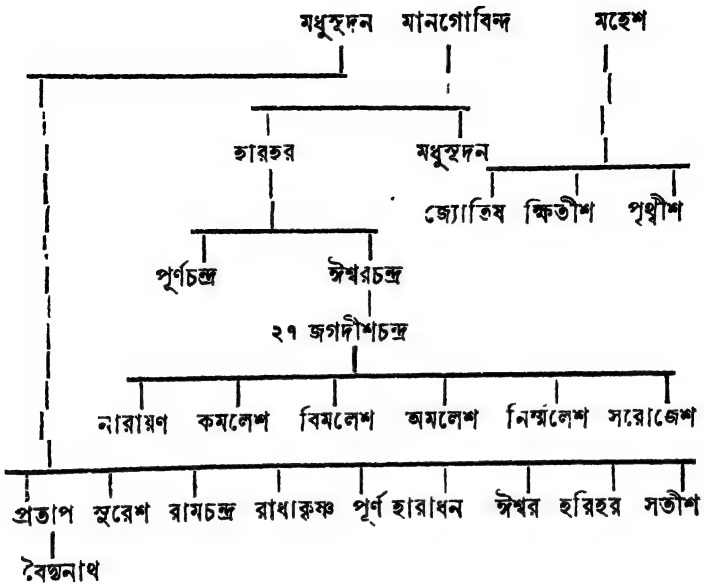 মধুসূদন মানগোবিন্দ মহেশ
হারহর মধুসূদন
জ্যোতিষ ক্ষিতীশ পৃথ্বীশ
পূর্ণচন্দ্র ঈশ্বরচন্দ্র
২৭ জগদীশচন্দ্র
নারায়ণ কমলেশ বিমলেশ অমলেশ নির্ম্মলেশ সরোজেশ
প্রতাপ সুরেশ রামচন্দ্র রাধাকৃষ্ণ পূর্ণ হারাধন ঈশ্বর হরিহর সতীশ
বৈদ্যনাথ